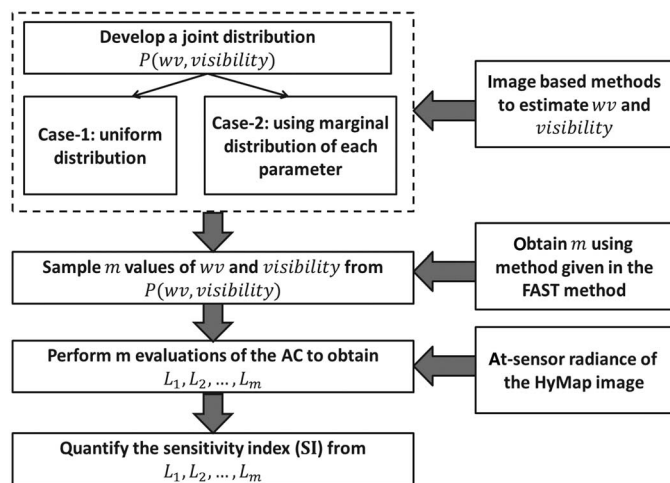 Develop a joint distribution
P(wv, visibility)
Case-1: uniform
distribution
Case-2: using marginal
distribution of each
parameter
Image based methods
to estimate wv and
visibility
Sample m values of wv and visibility from
P(wv, visibility)
Obtain m using
method given in the
FAST method
Perform m evaluations of the AC to obtain
L₁, L₂, ..., Lₘ
At-sensor radiance of
the HyMap image
Quantify the sensitivity index (SI) from
L₁, L₂, ..., Lₘ